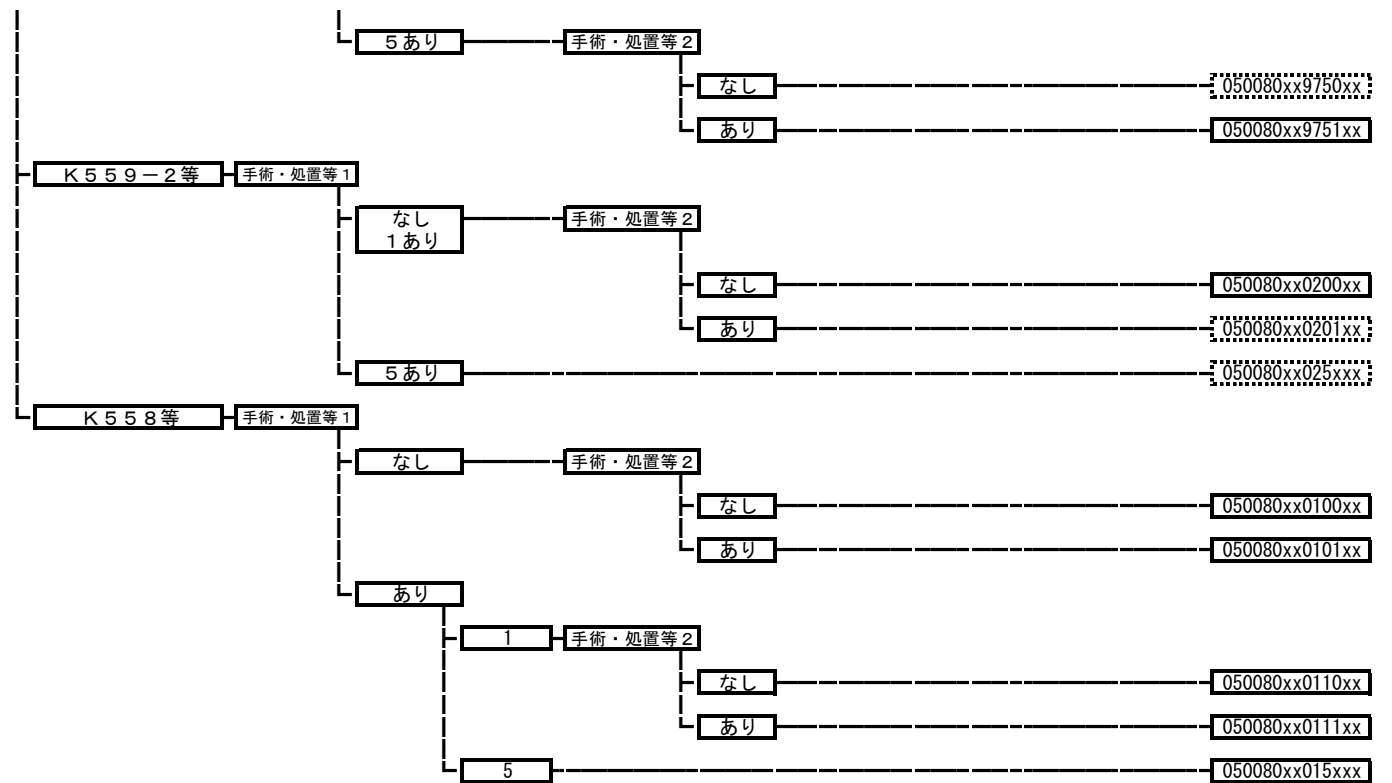 ５あり 手術・処置等２
なし 050080xx9750xx
あり 050080xx9751xx
Ｋ５５９－２等 手術・処置等１
なし 手術・処置等２
１あり
なし 050080xx0200xx
あり 050080xx0201xx
５あり 050080xx025xxx
Ｋ５５８等 手術・処置等１
なし 手術・処置等２
なし 050080xx0100xx
あり 050080xx0101xx
あり
1 手術・処置等２
なし 050080xx0110xx
あり 050080xx0111xx
5 050080xx015xxx